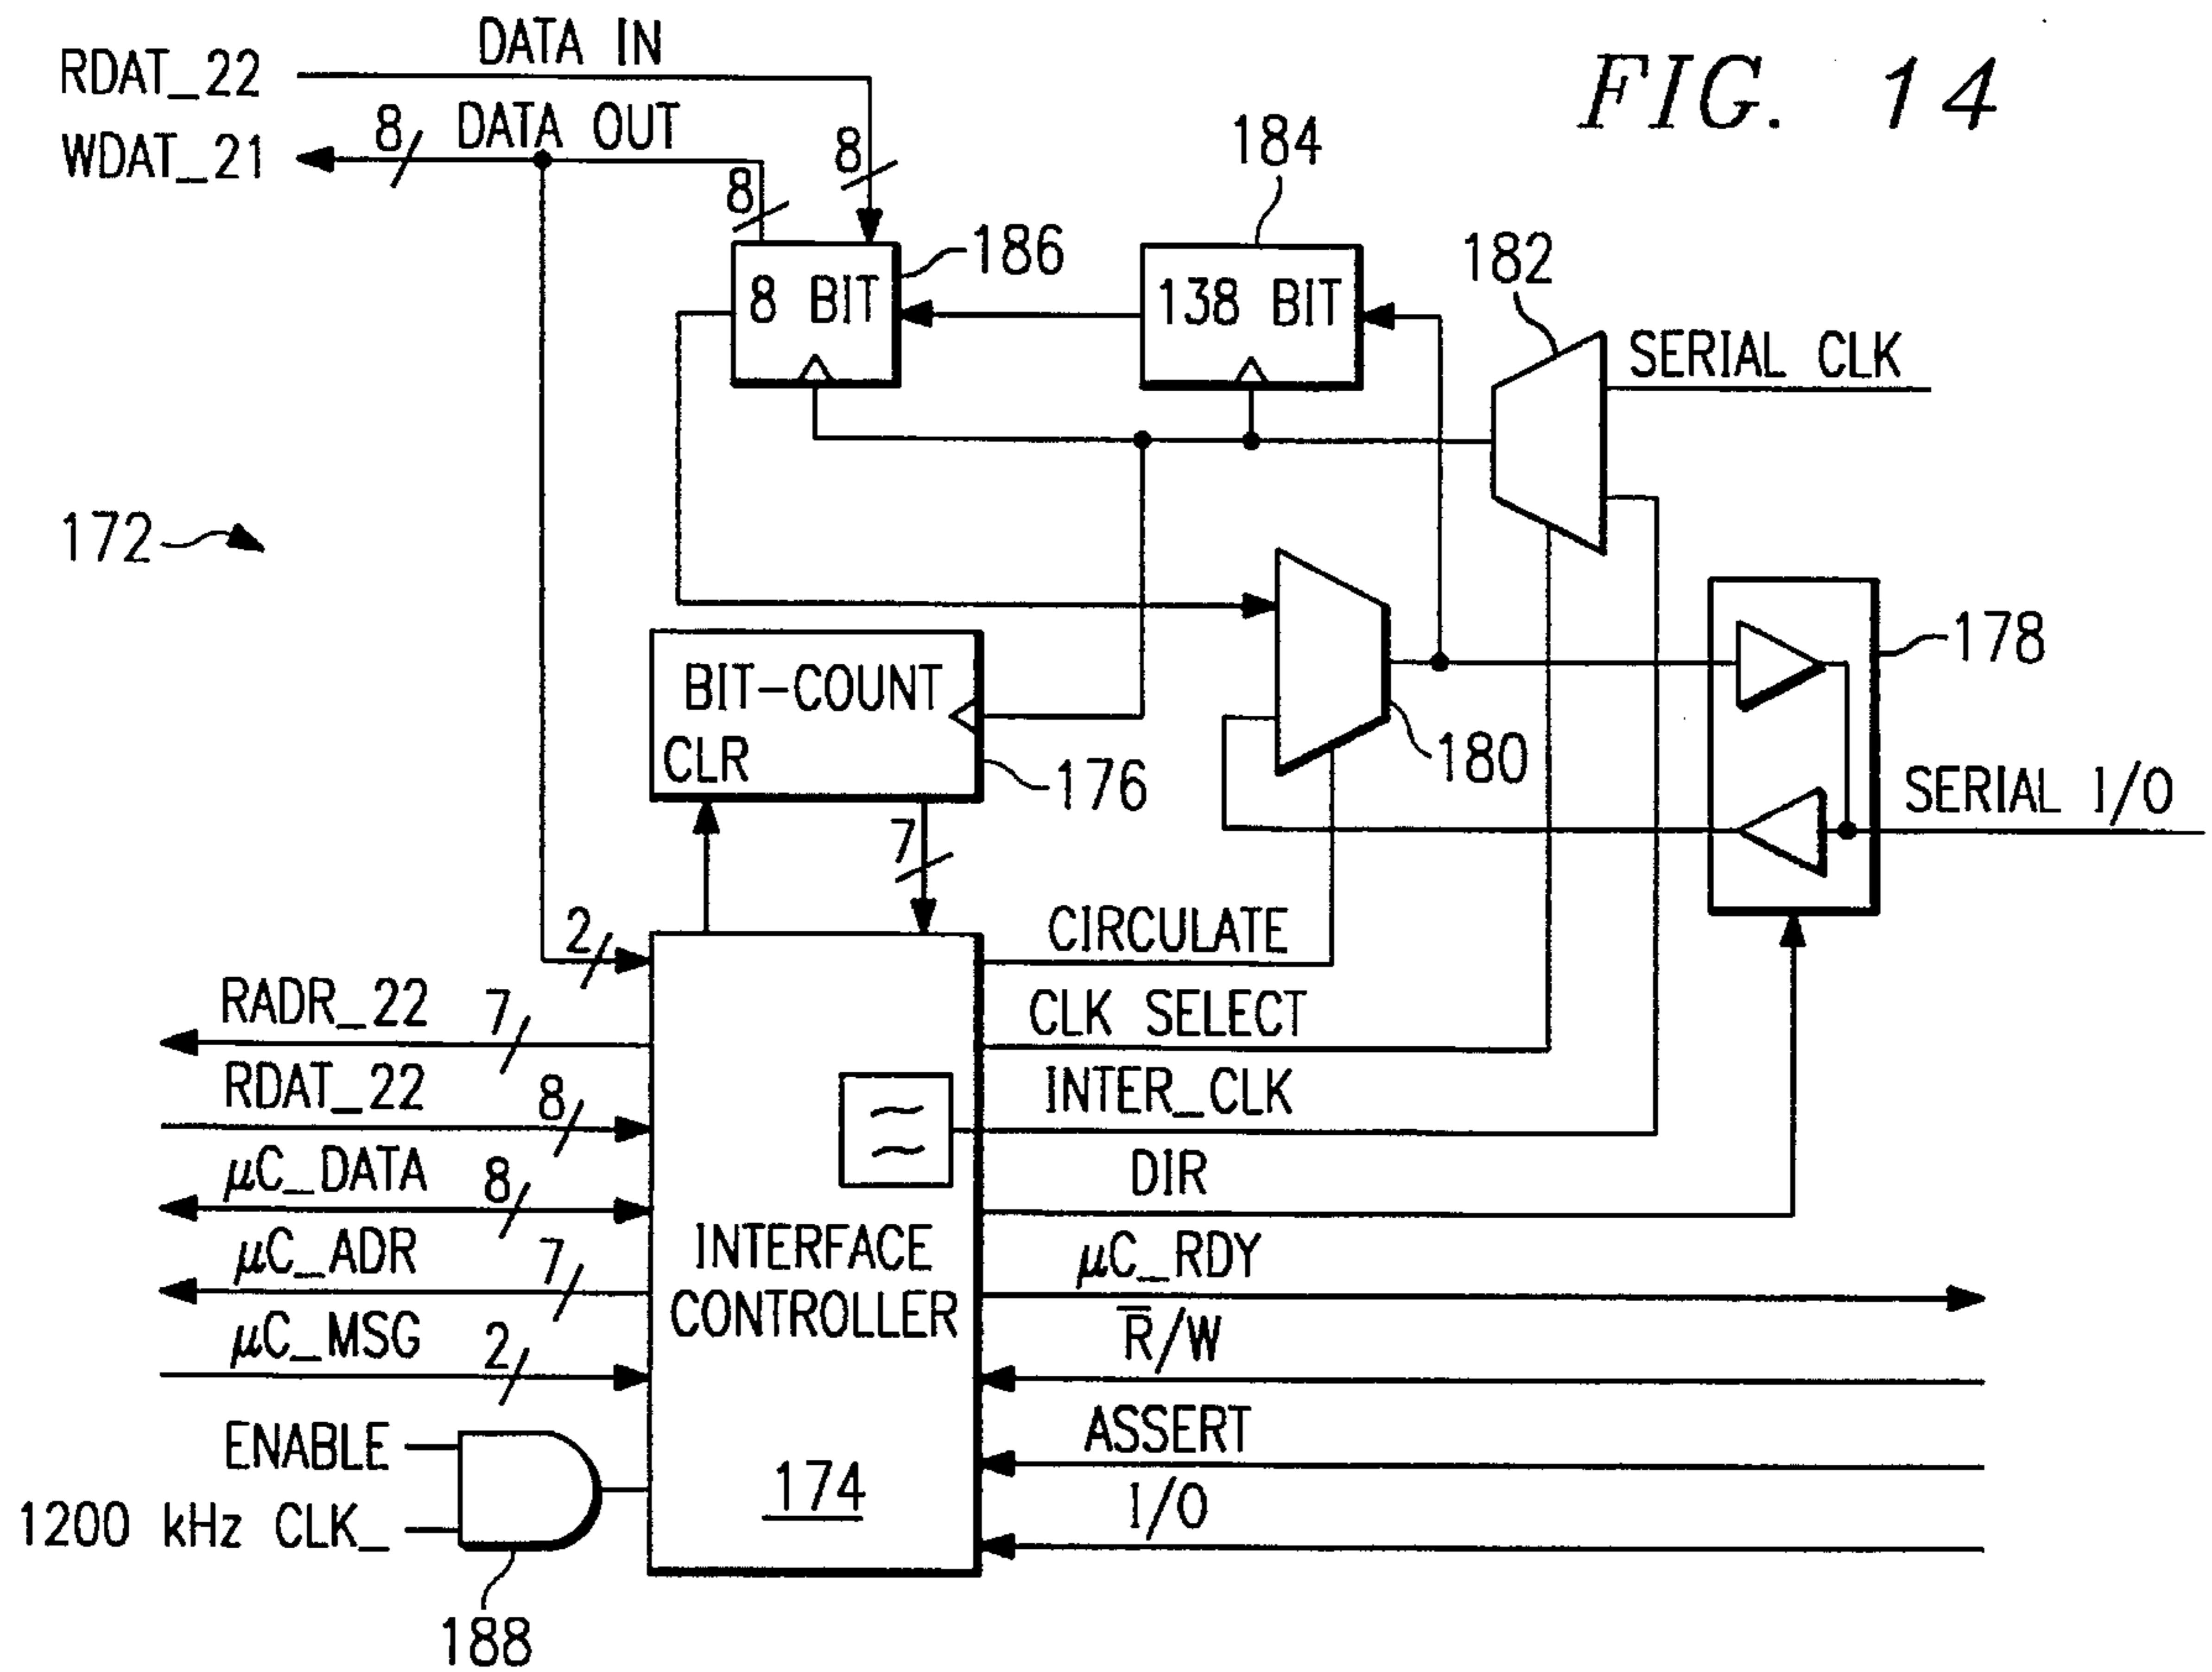 FIG. 14
RDAT_22
DATA IN
WDAT_21
8
DATA OUT
8
8
184
186
182
8 BIT
138 BIT
SERIAL CLK
172
178
BIT-COUNT
CLR
180
176
SERIAL I/O
7
2
CIRCULATE
RADR_22
7
CLK SELECT
RDAT_22
8
INTER_CLK
≈
≈
μC_DATA
8
DIR
μC_ADR
7
INTERFACE
CONTROLLER
μC_RDY
μC_MSG
2
R̅/W
ENABLE
ASSERT
1200 kHz CLK_
174
I/O
188